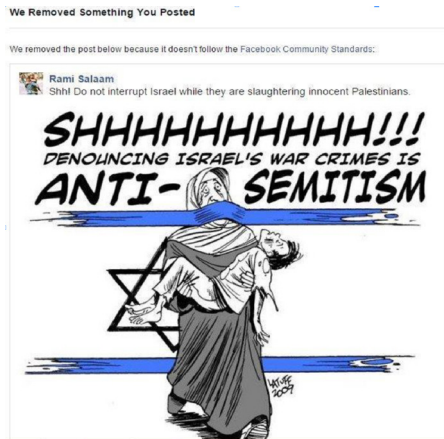 We Removed Something You Posted
We removed the post below because it doesn't follow the Facebook Community Standards:
Rami Salaam
Shh! Do not interrupt Israel while they are slaughtering innocent Palestinians.
SHHHHHHHHHHH!!!
DENOUNCING ISRAEL'S WAR CRIMES IS
ANTI-SEMITISM
LATUFF
2009